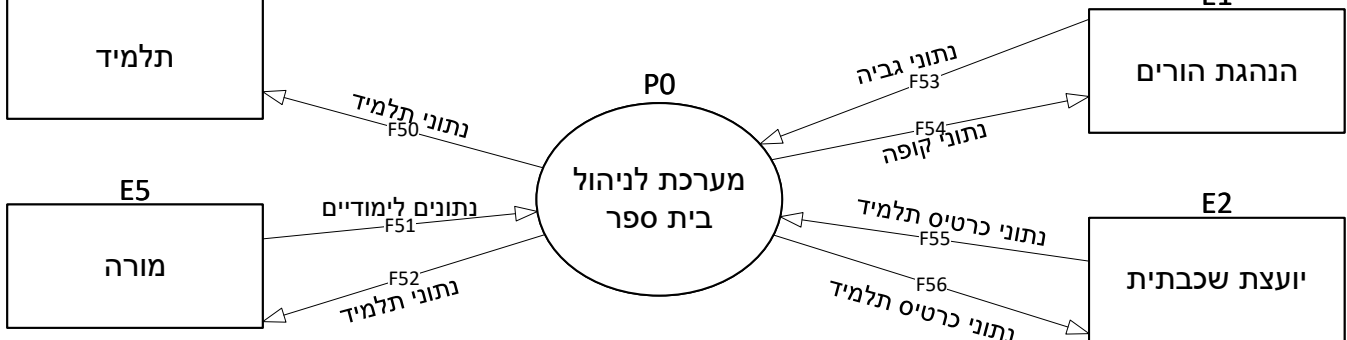 E1
הנהגת הורים
תלמיד
נתוני גביה
F53
P0
נתוני תלמיד
F50
F54
נתוני קופה
מערכת לניהול
בית ספר
E5
מורה
נתונים לימודיים
F51
E2
יועצת שכבתית
נתוני כרטיס תלמיד
F55
F52
נתוני תלמיד
F56
נתוני כרטיס תלמיד